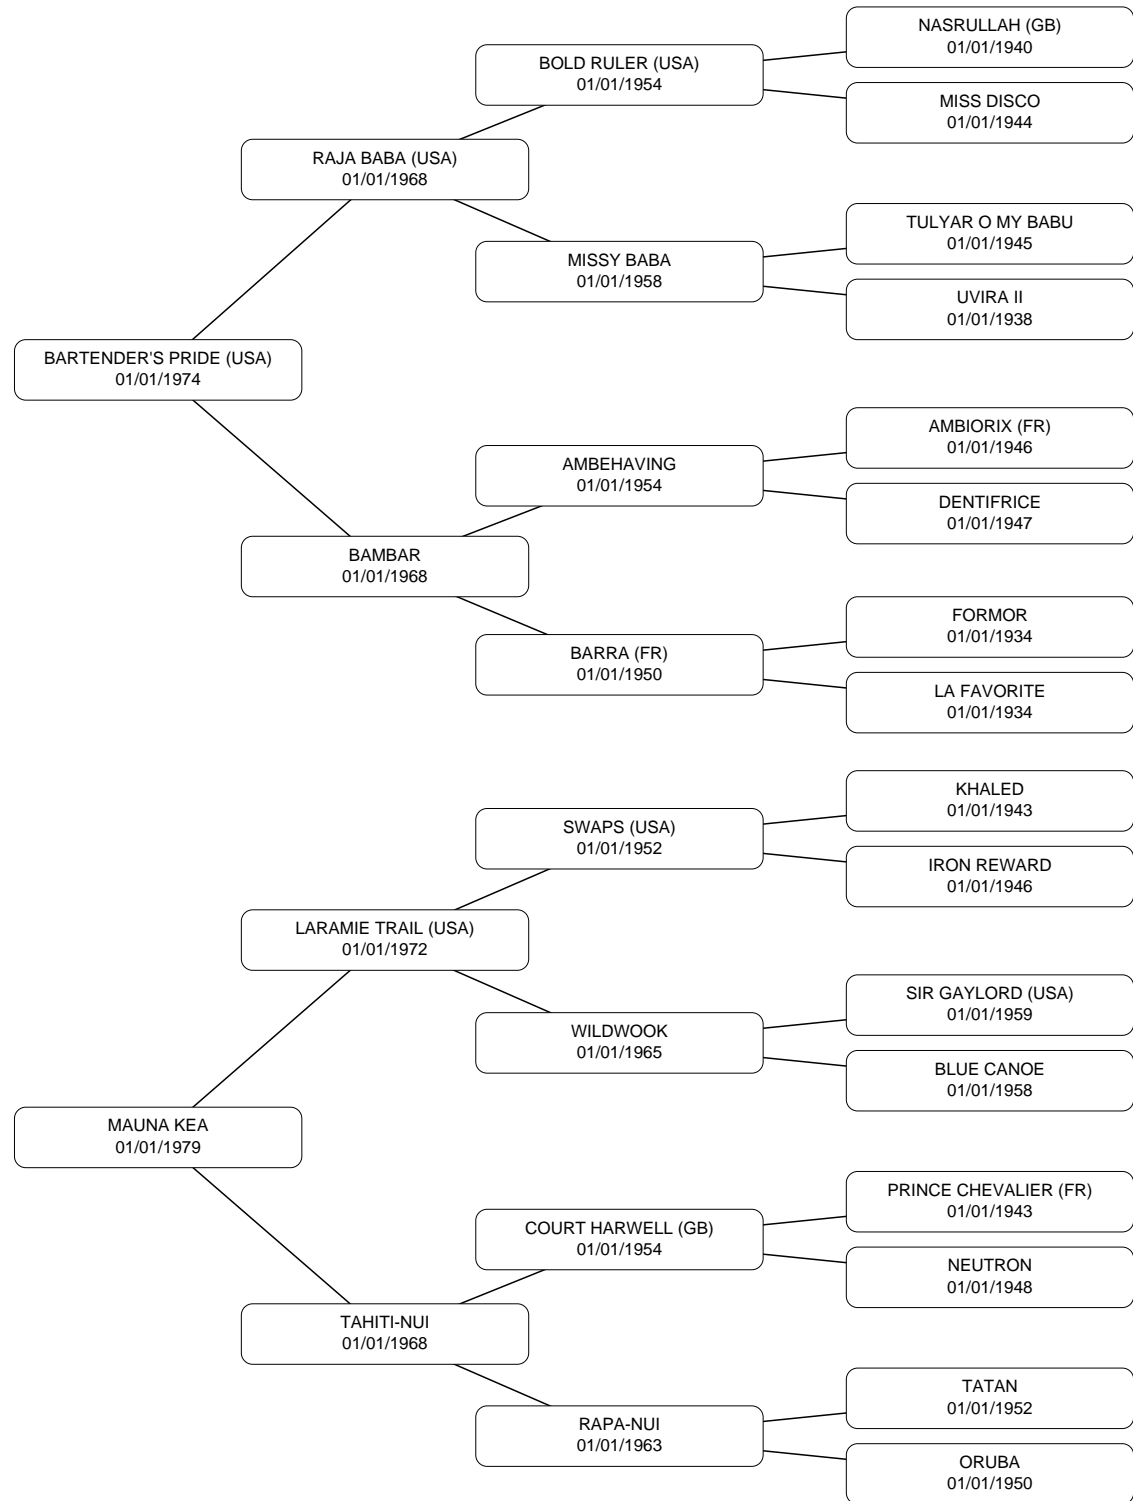 NASRULLAH (GB)
01/01/1940
BOLD RULER (USA)
01/01/1954
MISS DISCO
01/01/1944
RAJA BABA (USA)
01/01/1968
TULYAR O MY BABU
01/01/1945
MISSY BABA
01/01/1958
UVIRA II
01/01/1938
BARTENDER'S PRIDE (USA)
01/01/1974
AMBIORIX (FR)
01/01/1946
AMBEHAVING
01/01/1954
DENTIFRICE
01/01/1947
BAMBAR
01/01/1968
FORMOR
01/01/1934
BARRA (FR)
01/01/1950
LA FAVORITE
01/01/1934
KHALED
01/01/1943
SWAPS (USA)
01/01/1952
IRON REWARD
01/01/1946
LARAMIE TRAIL (USA)
01/01/1972
SIR GAYLORD (USA)
01/01/1959
WILDWOOK
01/01/1965
BLUE CANOE
01/01/1958
MAUNA KEA
01/01/1979
PRINCE CHEVALIER (FR)
01/01/1943
COURT HARWELL (GB)
01/01/1954
NEUTRON
01/01/1948
TAHITI-NUI
01/01/1968
TATAN
01/01/1952
RAPA-NUI
01/01/1963
ORUBA
01/01/1950